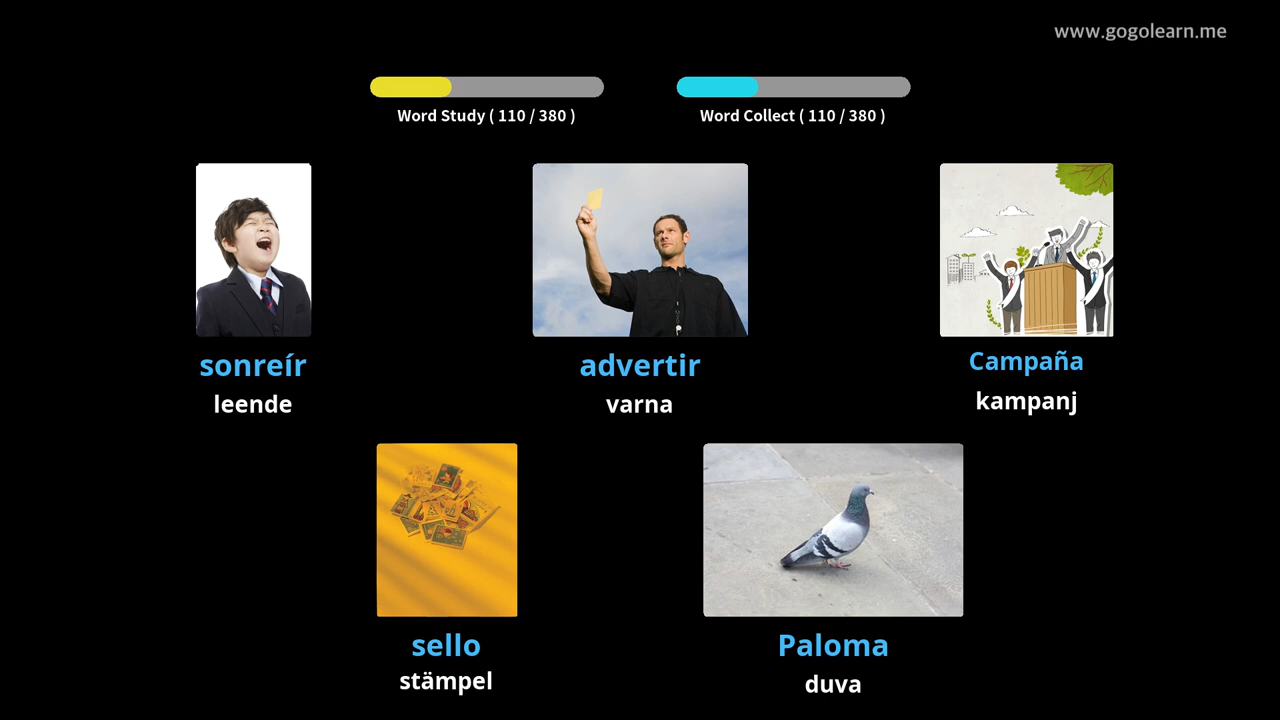 www.gogolearn.me
Word Study ( 110 / 380 )
Word Collect ( 110 / 380 )
sonreír
leende
advertir
varna
Campaña
kampanj
sello
stämpel
Paloma
duva